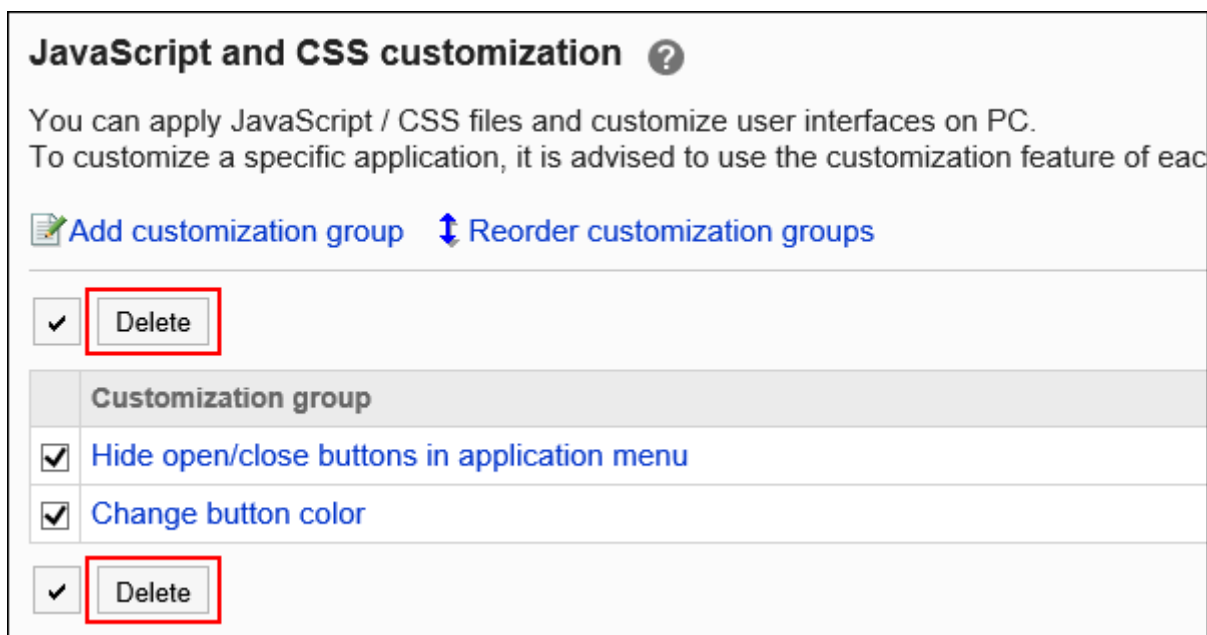 JavaScript and CSS customization ?
You can apply JavaScript / CSS files and customize user interfaces on PC.
To customize a specific application, it is advised to use the customization feature of
Add customization group Reorder customization groups
Delete
Customization group
Hide open/close buttons in application menu
Change button color
Delete